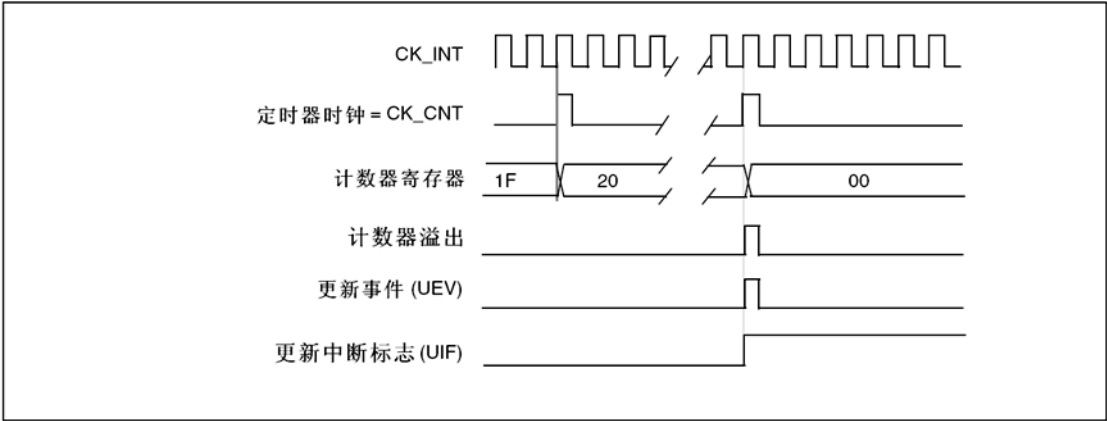 CK_INT
定时器时钟 = CK_CNT
计数器寄存器 1F 20 00
计数器溢出
更新事件 (UEV)
更新中断标志 (UIF)